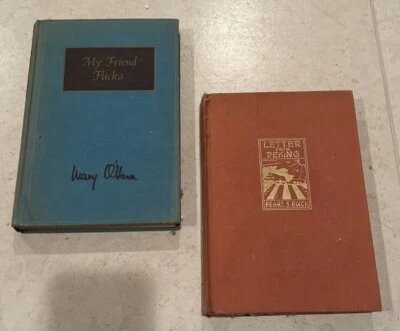 My Friend
Flicka
Mary O'Hara
LETTER
FROM
PEKING
PEARL S. BUCK